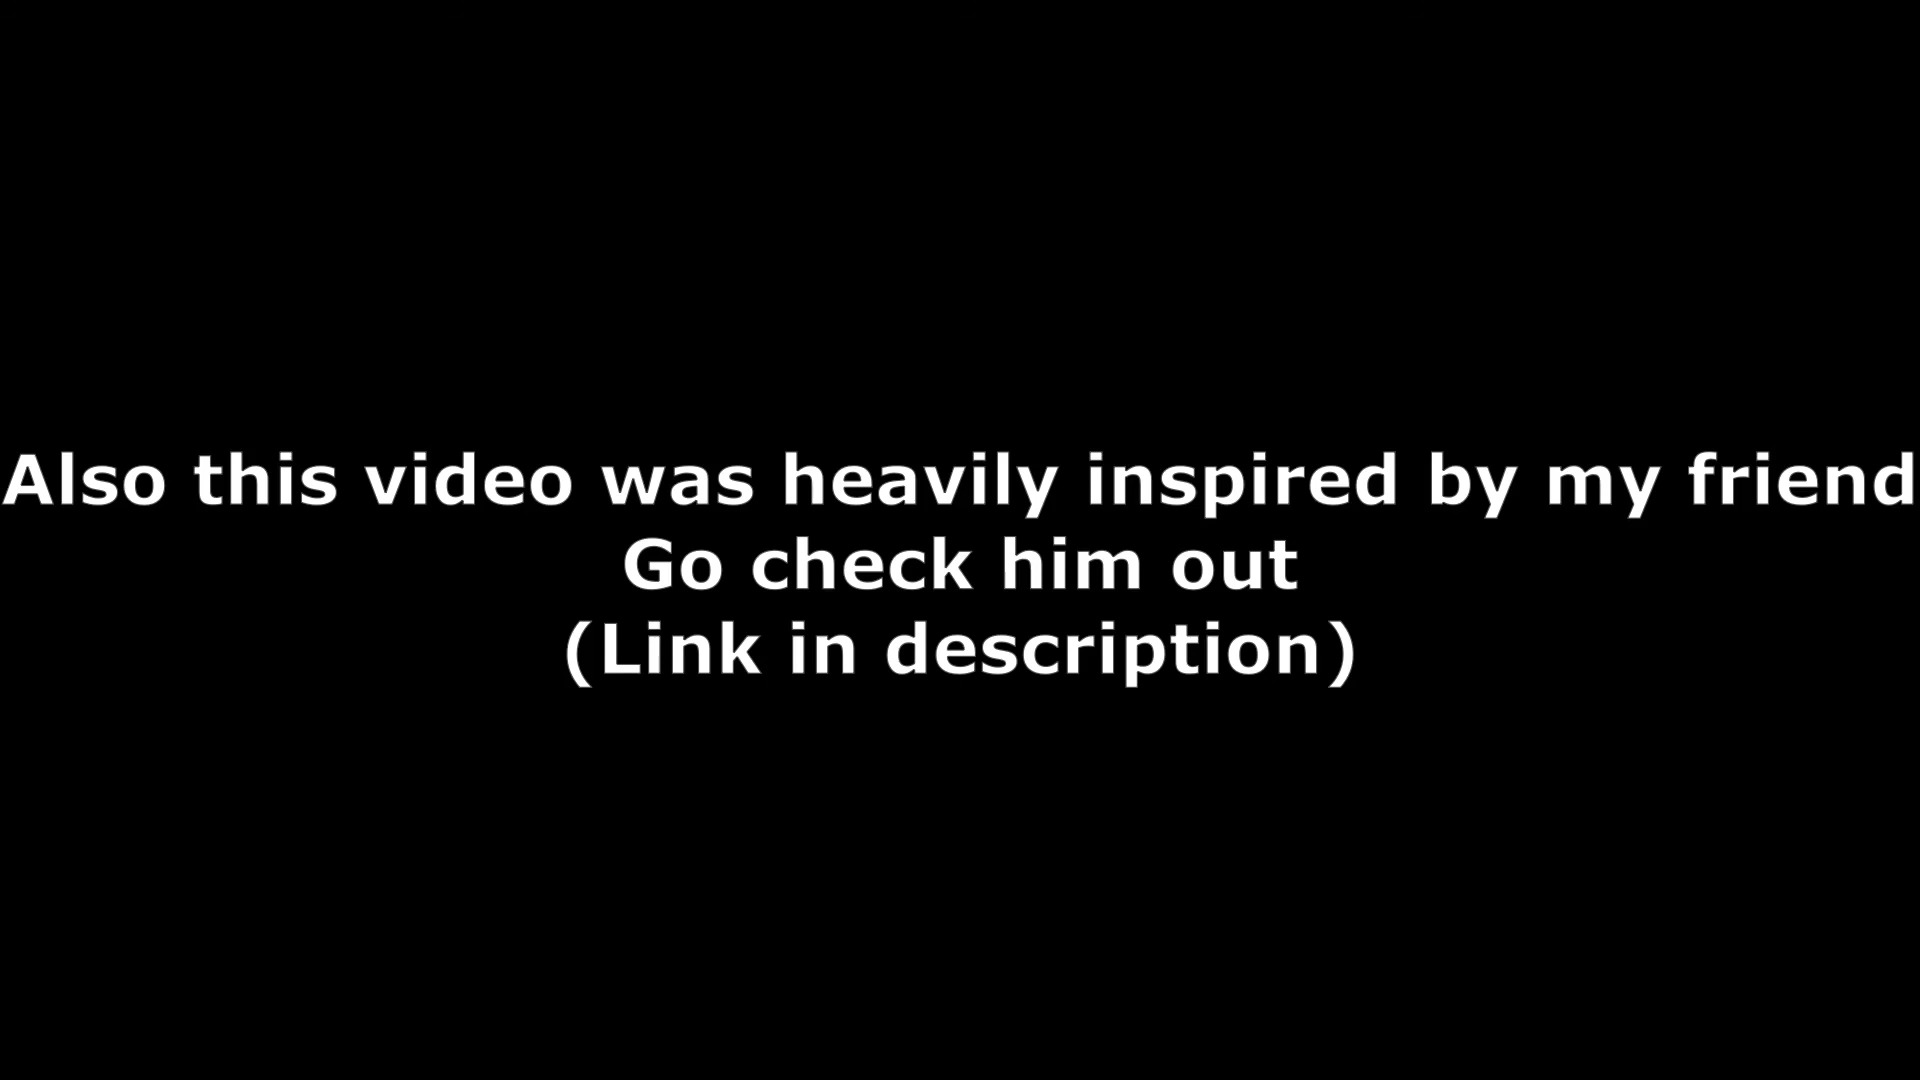 Also this video was heavily inspired by my friend
Go check him out
(Link in description)